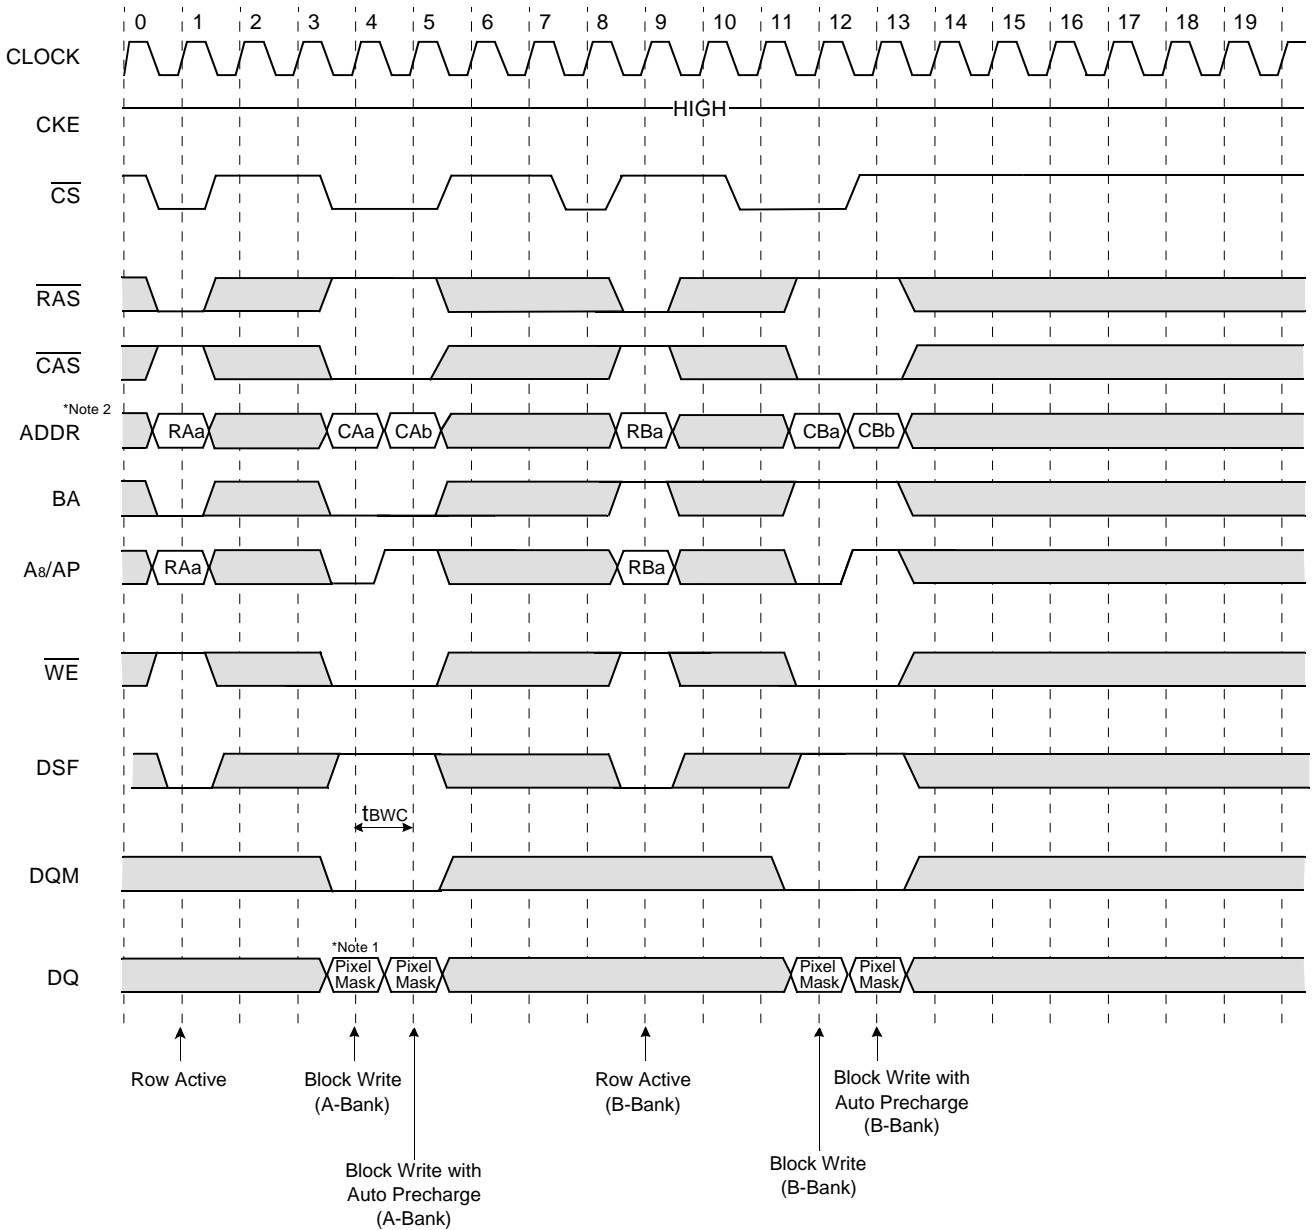 0 1 2 3 4 5 6 7 8 9 10 11 12 13 14 15 16 17 18 19
CLOCK
HIGH
CKE
CS
RAS
CAS
*Note 2
ADDR RAa CAa CAb RBa CBa CBb
BA
A8/AP RAa RBa
WE
DSF
tBWC
DQM
*Note 1
DQ Pixel Mask Pixel Mask Pixel Mask Pixel Mask
Row Active
Block Write
(A-Bank)
Row Active
(B-Bank)
Block Write with
Auto Precharge
(B-Bank)
Block Write with
Auto Precharge
(A-Bank)
Block Write
(B-Bank)